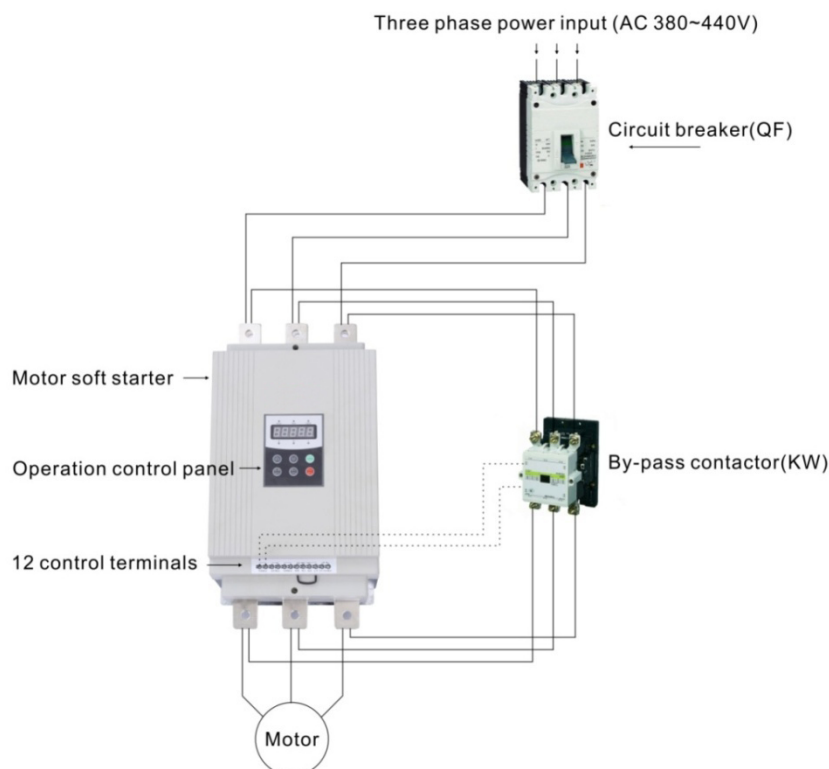 Three phase power input (AC 380~440V)
Circuit breaker(QF)
Motor soft starter
Operation control panel
By-pass contactor(KW)
12 control terminals
Motor